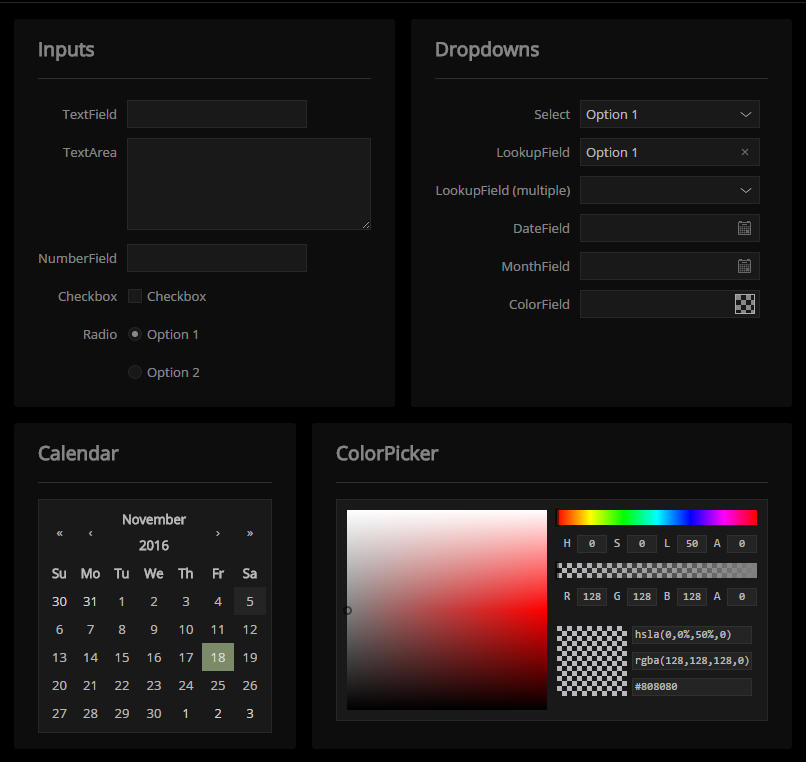 Inputs
TextField
TextArea
NumberField
Checkbox Checkbox
Radio Option 1
Option 2
Dropdowns
Select Option 1
LookupField Option 1 ×
LookupField (multiple)
DateField
MonthField
ColorField
Calendar
« ‹ November › »
2016
Su Mo Tu We Th Fr Sa
30 31 1 2 3 4 5
6 7 8 9 10 11 12
13 14 15 16 17 18 19
20 21 22 23 24 25 26
27 28 29 30 1 2 3
ColorPicker
H 0 S 0 L 50 A 0
R 128 G 128 B 128 A 0
hsla(0,0%,50%,0)
rgba(128,128,128,0)
#808080